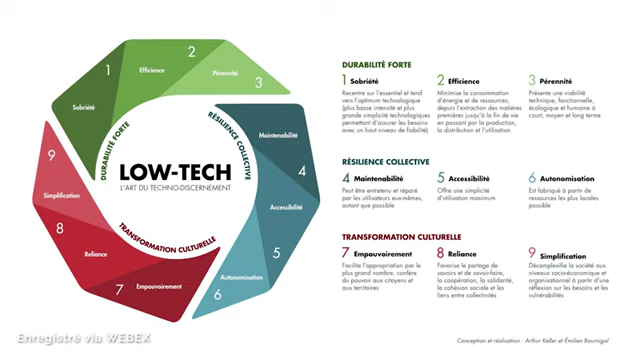 1
Sobriété
2
Efficience
3
Pérennité
DURABILITÉ FORTE
RÉSILIENCE COLLECTIVE
Maintenabilité
4
Accessibilité
5
Autonomisation
6
LOW-TECH
L'ART DU TECHNO-DISCERNEMENT
TRANSFORMATION CULTURELLE
9
Simplification
8
Reliance
7
Empouvoirement
DURABILITÉ FORTE
1 Sobriété
Recentre sur l'essentiel et tend
vers l'optimum technologique
(plus basse intensité et plus
grande simplicité technologiques
permettant d'assurer les besoins
avec un haut niveau de fiabilité)
2 Efficience
Minimise la consommation
d'énergie et de ressources,
depuis l'extraction des matières
premières jusqu'à la fin de vie
en passant par la production,
la distribution et l'utilisation
3 Pérennité
Présente une viabilité
technique, fonctionnelle,
écologique et humaine à
court, moyen et long terme
RÉSILIENCE COLLECTIVE
4 Maintenabilité
Peut être entretenu et réparé
par les utilisateurs eux-mêmes,
autant que possible
5 Accessibilité
Offre une simplicité
d'utilisation maximum
6 Autonomisation
Est fabriqué à partir de
ressources les plus locales
possible
TRANSFORMATION CULTURELLE
7 Empouvoirement
Facilite l'appropriation par le
plus grand nombre, confère
du pouvoir aux citoyens et
aux territoires
8 Reliance
Favorise le partage de
savoirs et de savoir-faire,
la coopération, la solidarité,
la cohésion sociale et les
liens entre collectivités
9 Simplification
Décomplexifie la société aux
niveaux socio-économique et
organisationnel à partir d'une
réflexion sur les besoins et les
vulnérabilités
Enregistré via WEBEX
Conception et réalisation : Arthur Keller et Émilien Bournigal